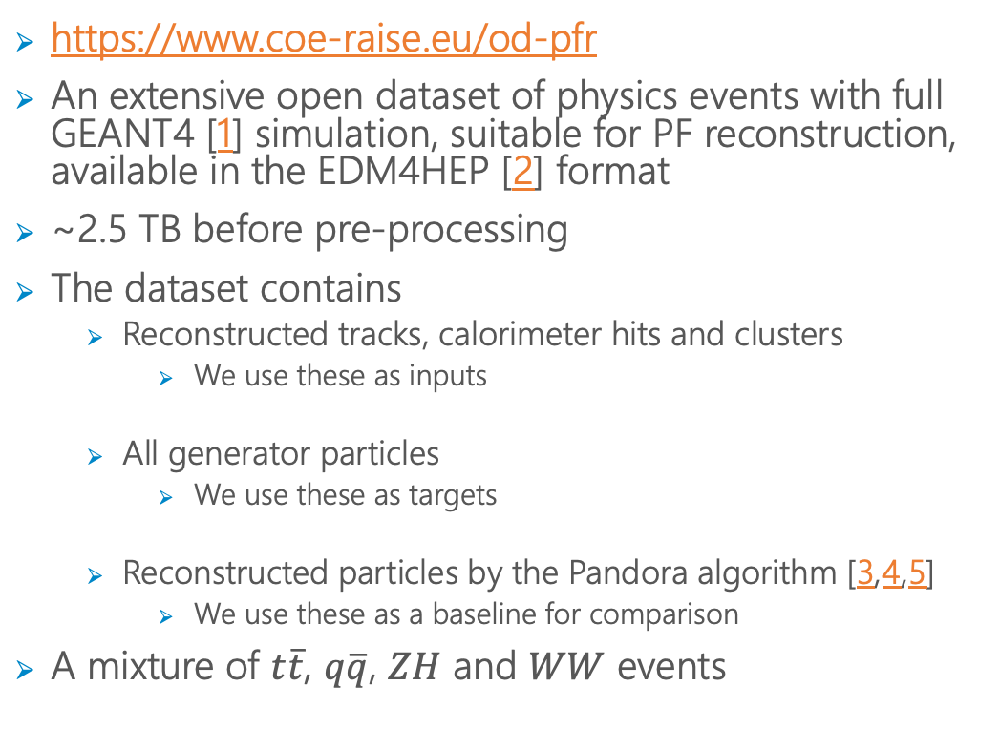 https://www.coe-raise.eu/od-pfr
An extensive open dataset of physics events with full
GEANT4 [1] simulation, suitable for PF reconstruction,
available in the EDM4HEP [2] format
~2.5 TB before pre-processing
The dataset contains
Reconstructed tracks, calorimeter hits and clusters
We use these as inputs
All generator particles
We use these as targets
Reconstructed particles by the Pandora algorithm [3,4,5]
We use these as a baseline for comparison
A mixture of tt̄, qq̄, ZH and WW events